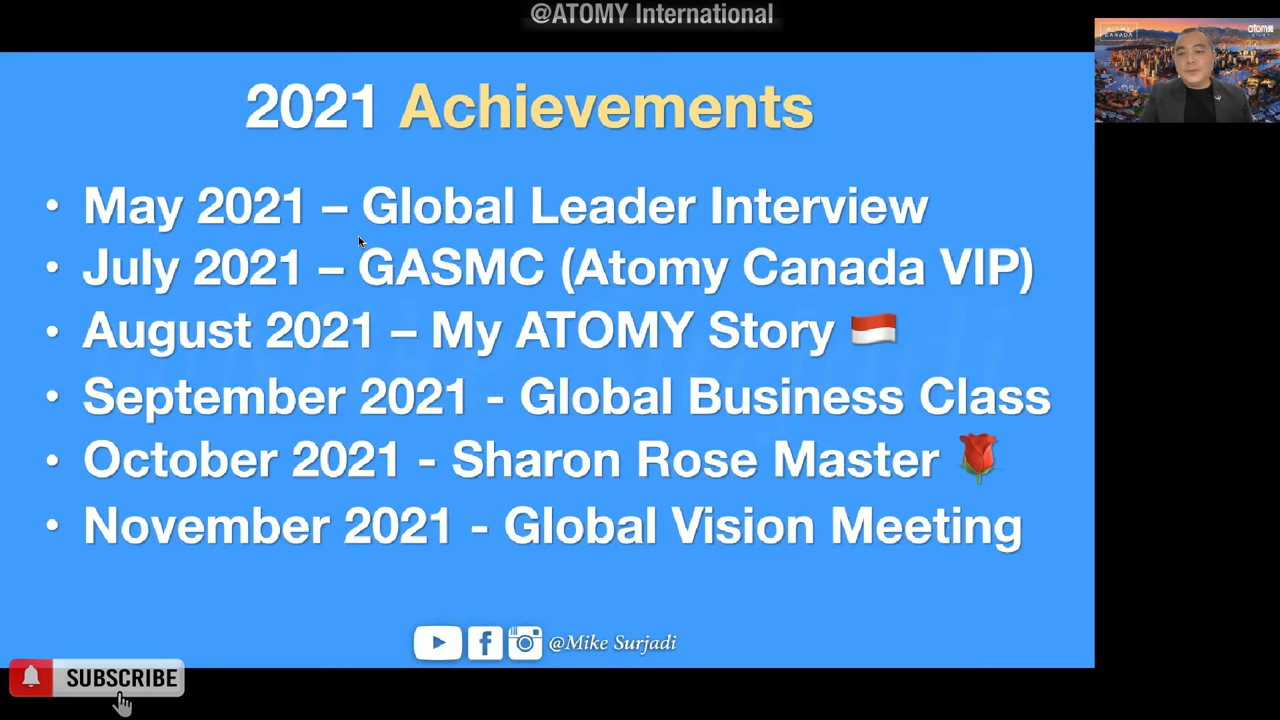 @ATOMY International
2021 Achievements
• May 2021 – Global Leader Interview
• July 2021 – GASMC (Atomy Canada VIP)
• August 2021 – My ATOMY Story
• September 2021 - Global Business Class
• October 2021 - Sharon Rose Master
• November 2021 - Global Vision Meeting
@Mike Surjadi
SUBSCRIBE
CANADA